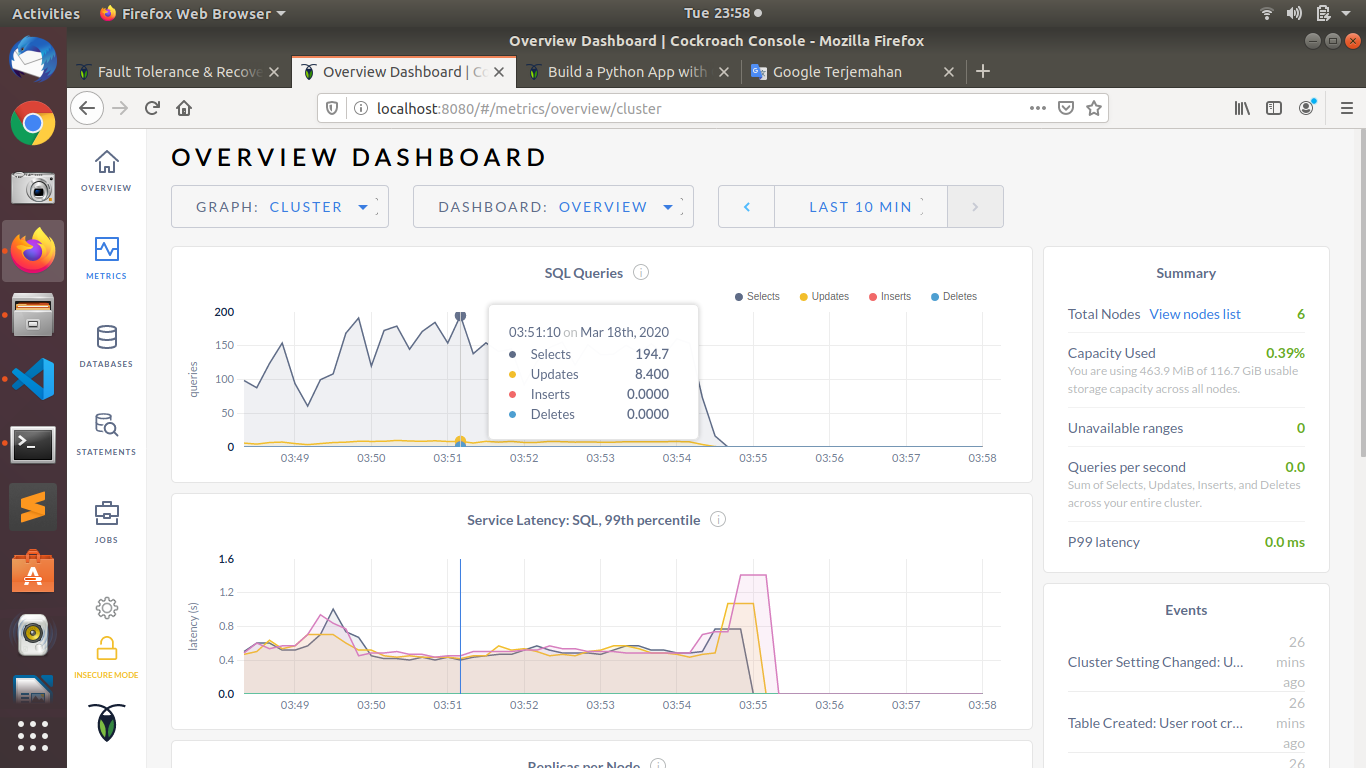 Activities Firefox Web Browser Tue 23:58
Overview Dashboard | Cockroach Console - Mozilla Firefox
Fault Tolerance & Recove Overview Dashboard | Co Build a Python App with Google Terjemahan
localhost:8080/#/metrics/overview/cluster
OVERVIEW
METRICS
DATABASES
STATEMENTS
JOBS
INSECURE MODE
OVERVIEW DASHBOARD
GRAPH: CLUSTER DASHBOARD: OVERVIEW LAST 10 MIN
SQL Queries
Selects Updates Inserts Deletes
queries
200
150
100
50
0
03:49 03:50 03:51 03:52 03:53 03:54 03:55 03:56 03:57 03:58
03:51:10 on Mar 18th, 2020
Selects 194.7
Updates 8.400
Inserts 0.0000
Deletes 0.0000
Service Latency: SQL, 99th percentile
latency (s)
1.6
1.2
0.8
0.4
0.0
03:49 03:50 03:51 03:52 03:53 03:54 03:55 03:56 03:57 03:58
Replicas per Node
Summary
Total Nodes View nodes list 6
Capacity Used 0.39%
You are using 463.9 MiB of 116.7 GiB usable
storage capacity across all nodes.
Unavailable ranges 0
Queries per second 0.0
Sum of Selects, Updates, Inserts, and Deletes
across your entire cluster.
P99 latency 0.0 ms
Events
Cluster Setting Changed: U... 26
mins
ago
Table Created: User root cr... 26
mins
ago
26